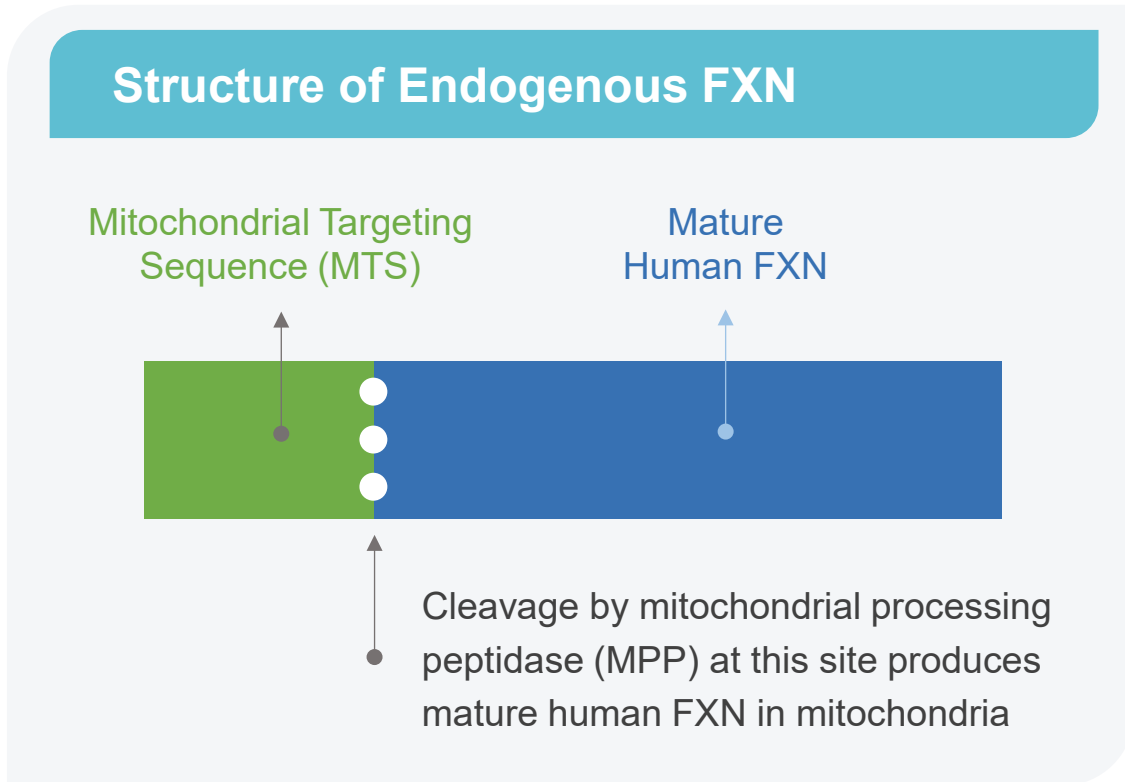 Structure of Endogenous FXN
Mitochondrial Targeting
Sequence (MTS)
Mature
Human FXN
Cleavage by mitochondrial processing
peptidase (MPP) at this site produces
mature human FXN in mitochondria